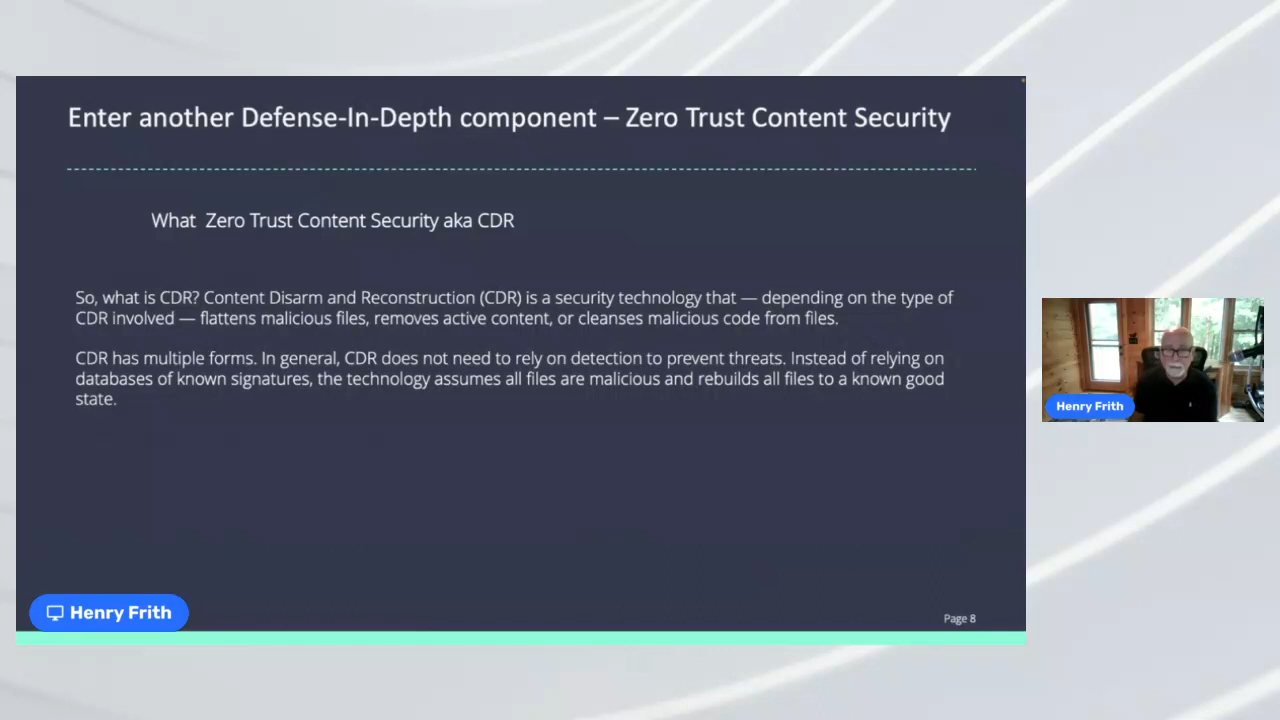 Enter another Defense-In-Depth component – Zero Trust Content Security
What  Zero Trust Content Security aka CDR
So, what is CDR? Content Disarm and Reconstruction (CDR) is a security technology that — depending on the type of
CDR involved — flattens malicious files, removes active content, or cleanses malicious code from files.
CDR has multiple forms. In general, CDR does not need to rely on detection to prevent threats. Instead of relying on
databases of known signatures, the technology assumes all files are malicious and rebuilds all files to a known good
state.
Henry Frith
Henry Frith
Page 8